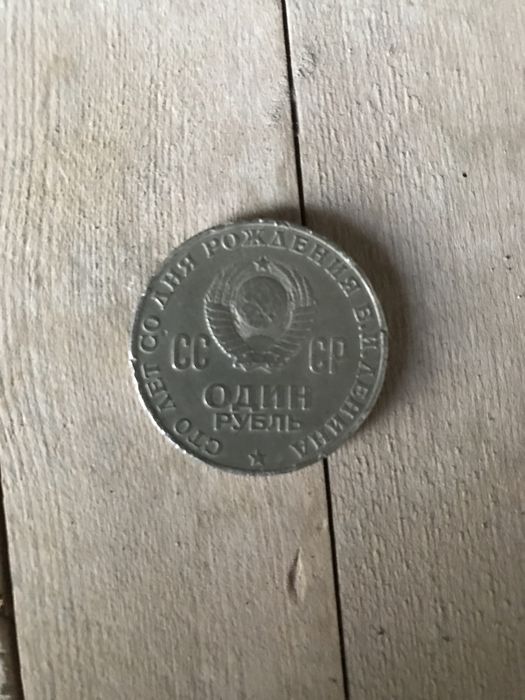 СТО ЛЕТ СО ДНЯ РОЖДЕНИЯ В.И.ЛЕНИНА
СС СР
ОДИН
РУБЛЬ